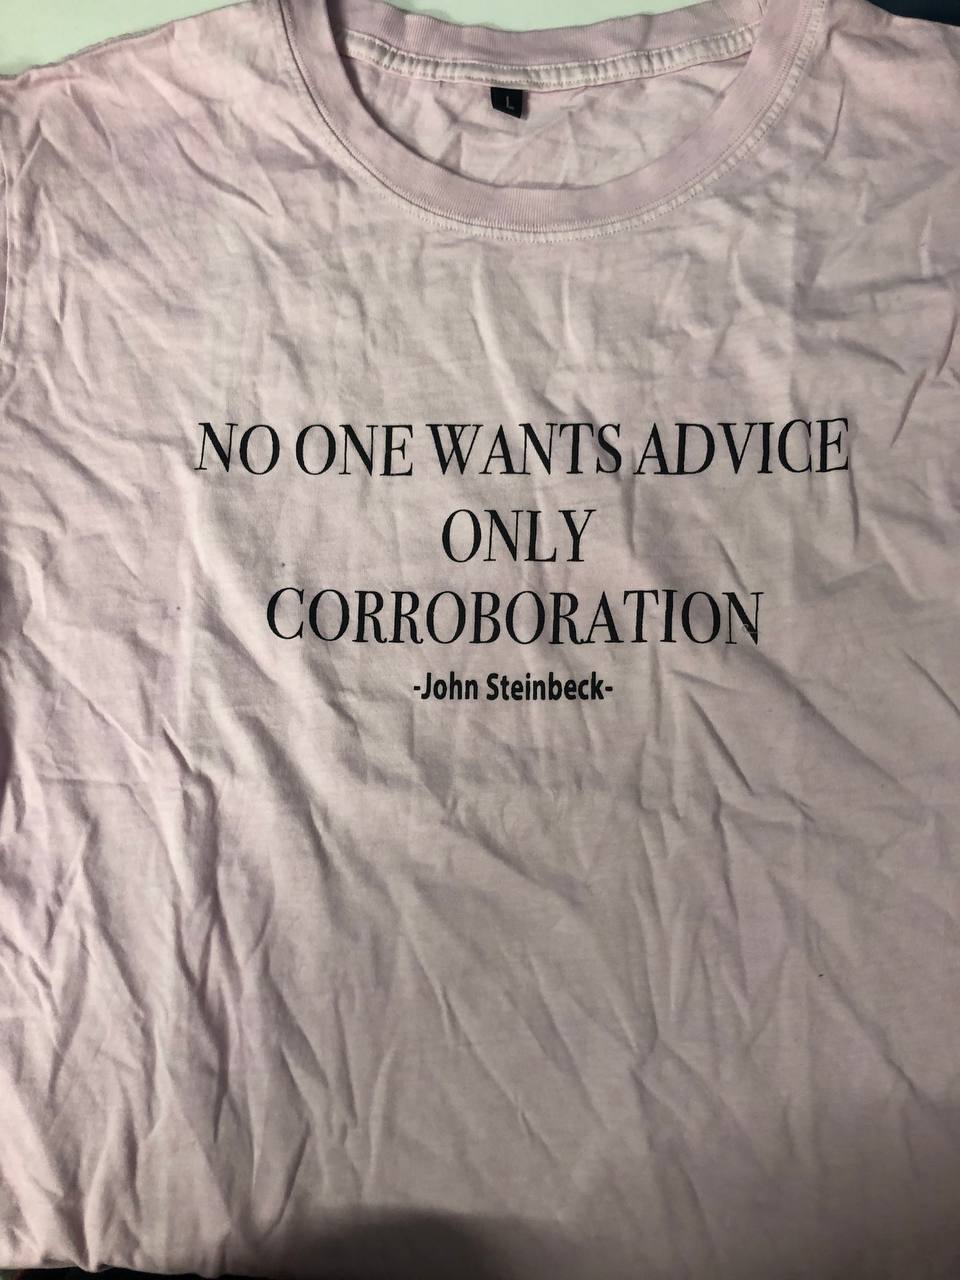 L
NO ONE WANTS ADVICE
ONLY
CORROBORATION
-John Steinbeck-